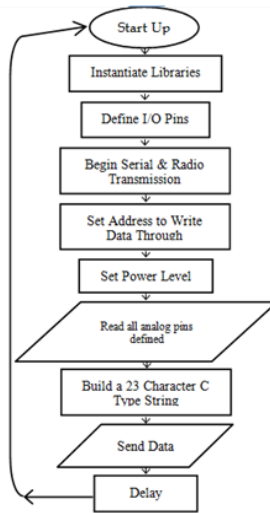 Start Up
Instantiate Libraries
Define I/O Pins
Begin Serial & Radio
Transmission
Set Address to Write
Data Through
Set Power Level
Read all analog pins
defined
Build a 23 Character C
Type String
Send Data
Delay